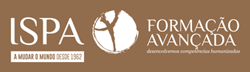 ISPA
A MUDAR O MUNDO DESDE 1962
FORMAÇÃO
AVANÇADA
desenvolvemos competências humanizadas